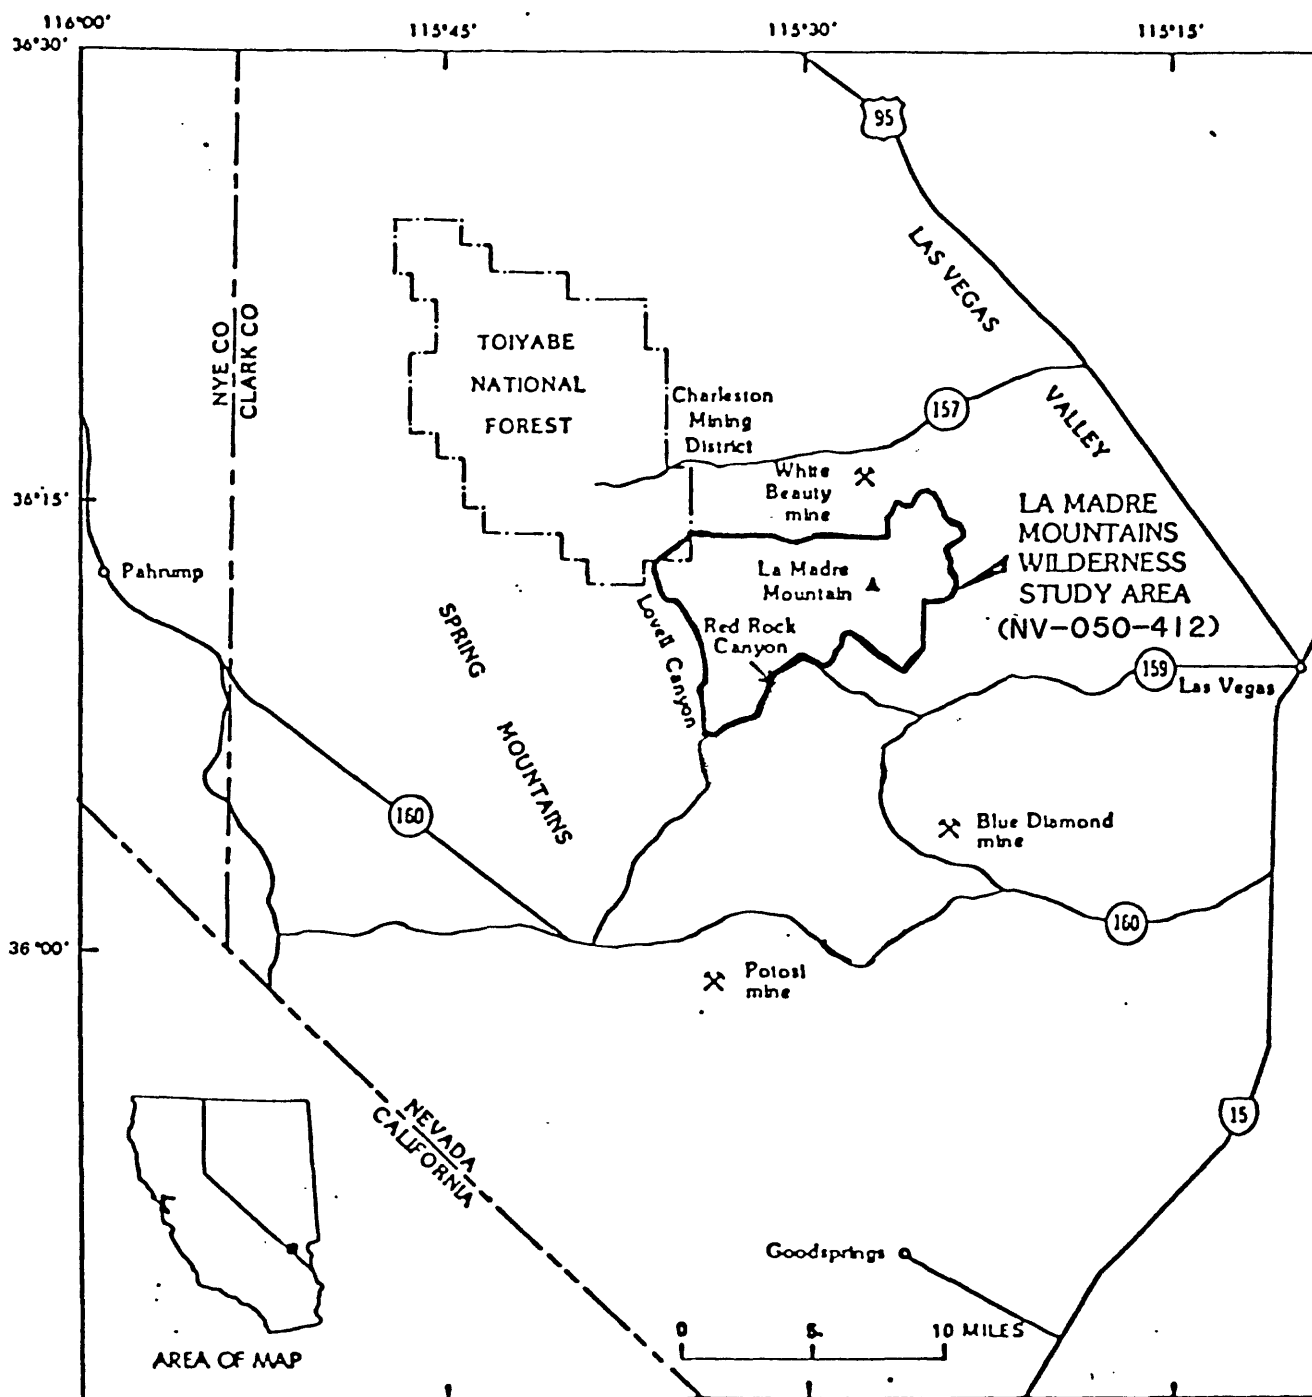 116°00'
115°45'
115°30'
115°15'
36°30'
95
LAS VEGAS
VALLEY
NYE CO
CLARK CO
TOIYABE
NATIONAL
FOREST
Charleston
Mining
District
157
White
Beauty
mine
36°15'
LA MADRE
MOUNTAINS
WILDERNESS
STUDY AREA
(NV-050-412)
Pahrump
La Madre
Mountain
Lovell Canyon
Red Rock
Canyon
SPRING
MOUNTAINS
159
Las Vegas
160
Blue Diamond
mine
160
36°00'
Potosi
mine
NEVADA
CALIFORNIA
15
Goodsprings
0 5 10 MILES
AREA OF MAP